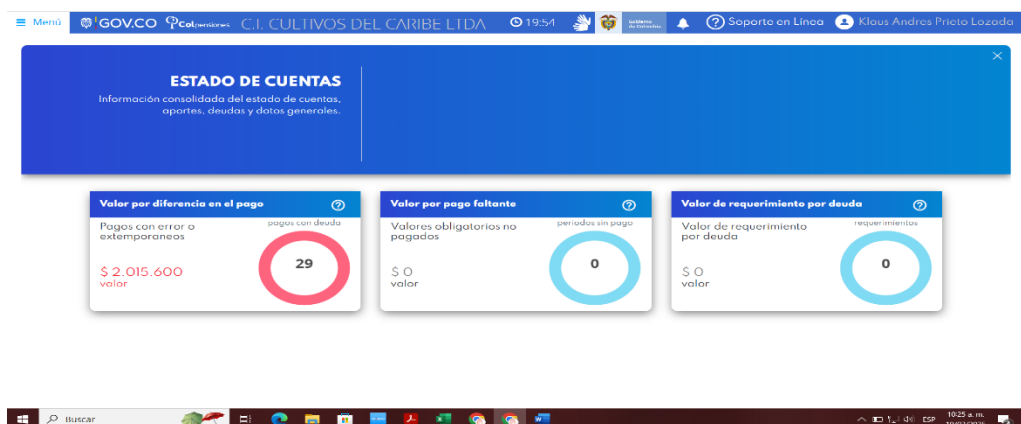 Menú GOV.CO Colpensiones C.I. CULTIVOS DEL CARIBE LTDA 19:54 Soporte en Línea Klaus Andres Prieto Lozada
ESTADO DE CUENTAS
Información consolidada del estado de cuentas,
aportes, deudas y datos generales.
Valor por diferencia en el pago
pagos con deuda
Pagos con error o
extemporaneos
29
$ 2.015.600
valor
Valor por pago faltante
periodos sin pago
Valores obligatorios no
pagados
0
$ 0
valor
Valor de requerimiento por deuda
requerimientos
Valor de requerimiento
por deuda
0
$ 0
valor
Buscar
ESP
10:25 a. m.